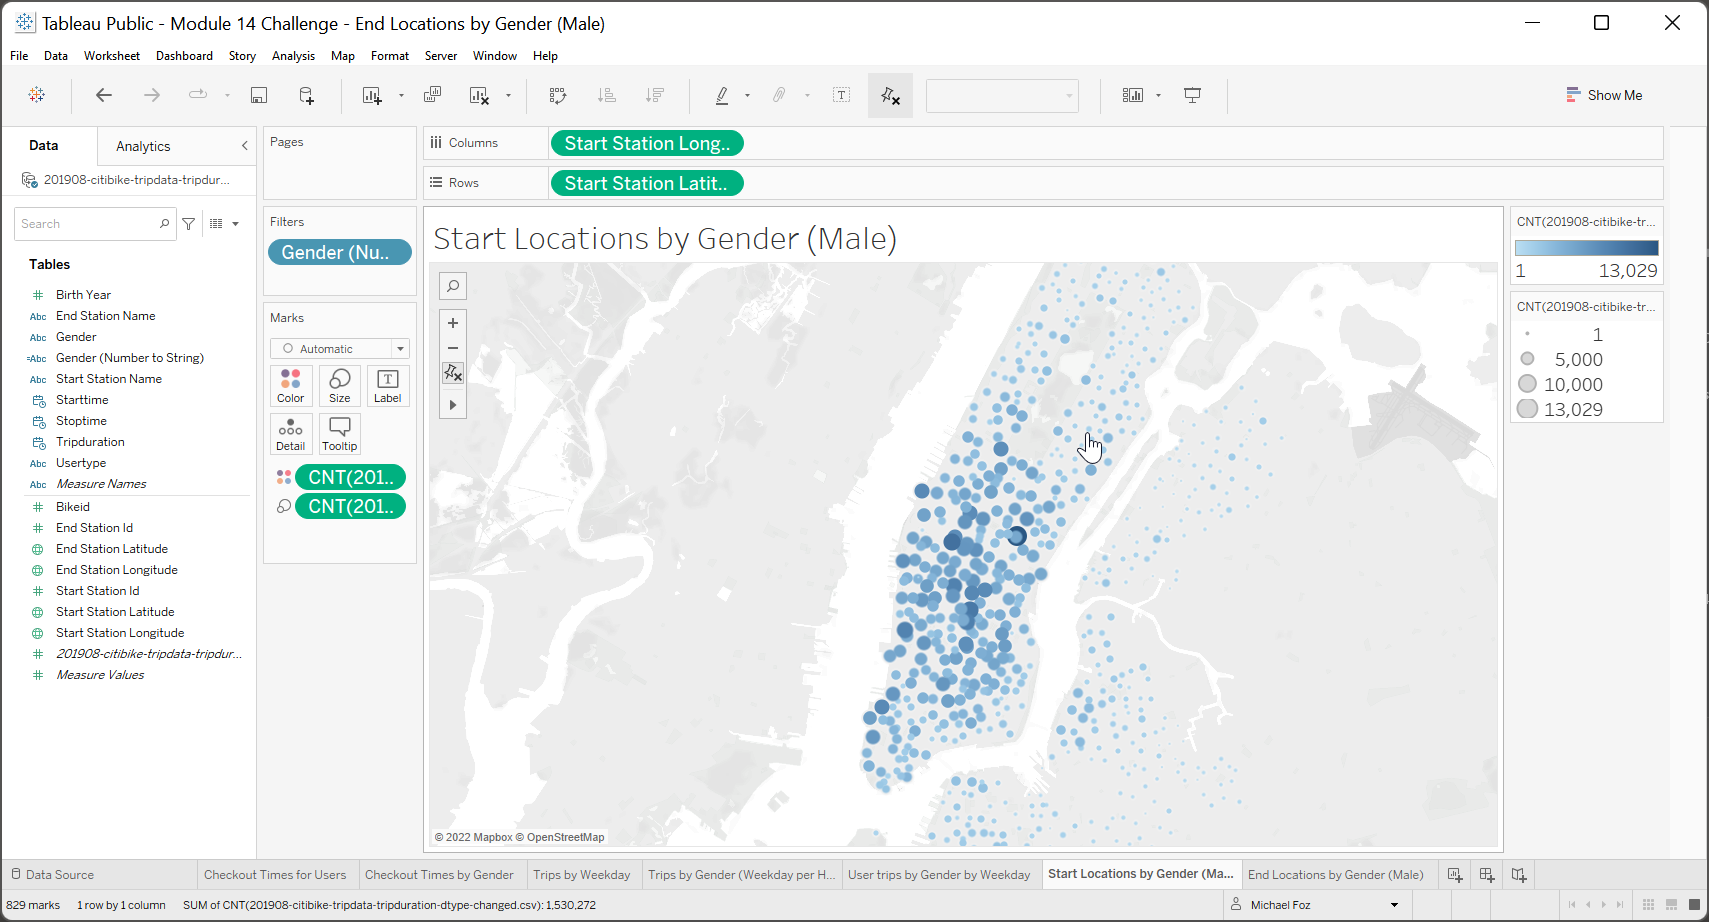 Tableau Public - Module 14 Challenge - End Locations by Gender (Male)
File Data Worksheet Dashboard Story Analysis Map Format Server Window Help
Show Me
Data Analytics
201908-citibike-tripdata-tripdur...
Search
Tables
# Birth Year
Abc End Station Name
Abc Gender
=Abc Gender (Number to String)
Abc Start Station Name
Starttime
Stoptime
Tripduration
Abc Usertype
Abc Measure Names
# Bikeid
# End Station Id
End Station Latitude
End Station Longitude
# Start Station Id
Start Station Latitude
Start Station Longitude
# 201908-citibike-tripdata-tripdur...
# Measure Values
Pages
Filters
Gender (Nu..
Marks
Automatic
Color Size Label
Detail Tooltip
CNT(201..
CNT(201..
Columns Start Station Long..
Rows Start Station Latit..
Start Locations by Gender (Male)
© 2022 Mapbox © OpenStreetMap
CNT(201908-citibike-tr...
1 13,029
CNT(201908-citibike-tr...
1
5,000
10,000
13,029
Data Source Checkout Times for Users Checkout Times by Gender Trips by Weekday Trips by Gender (Weekday per H... User trips by Gender by Weekday Start Locations by Gender (Ma... End Locations by Gender (Male)
829 marks 1 row by 1 column SUM of CNT(201908-citibike-tripdata-tripduration-dtype-changed.csv): 1,530,272 Michael Foz